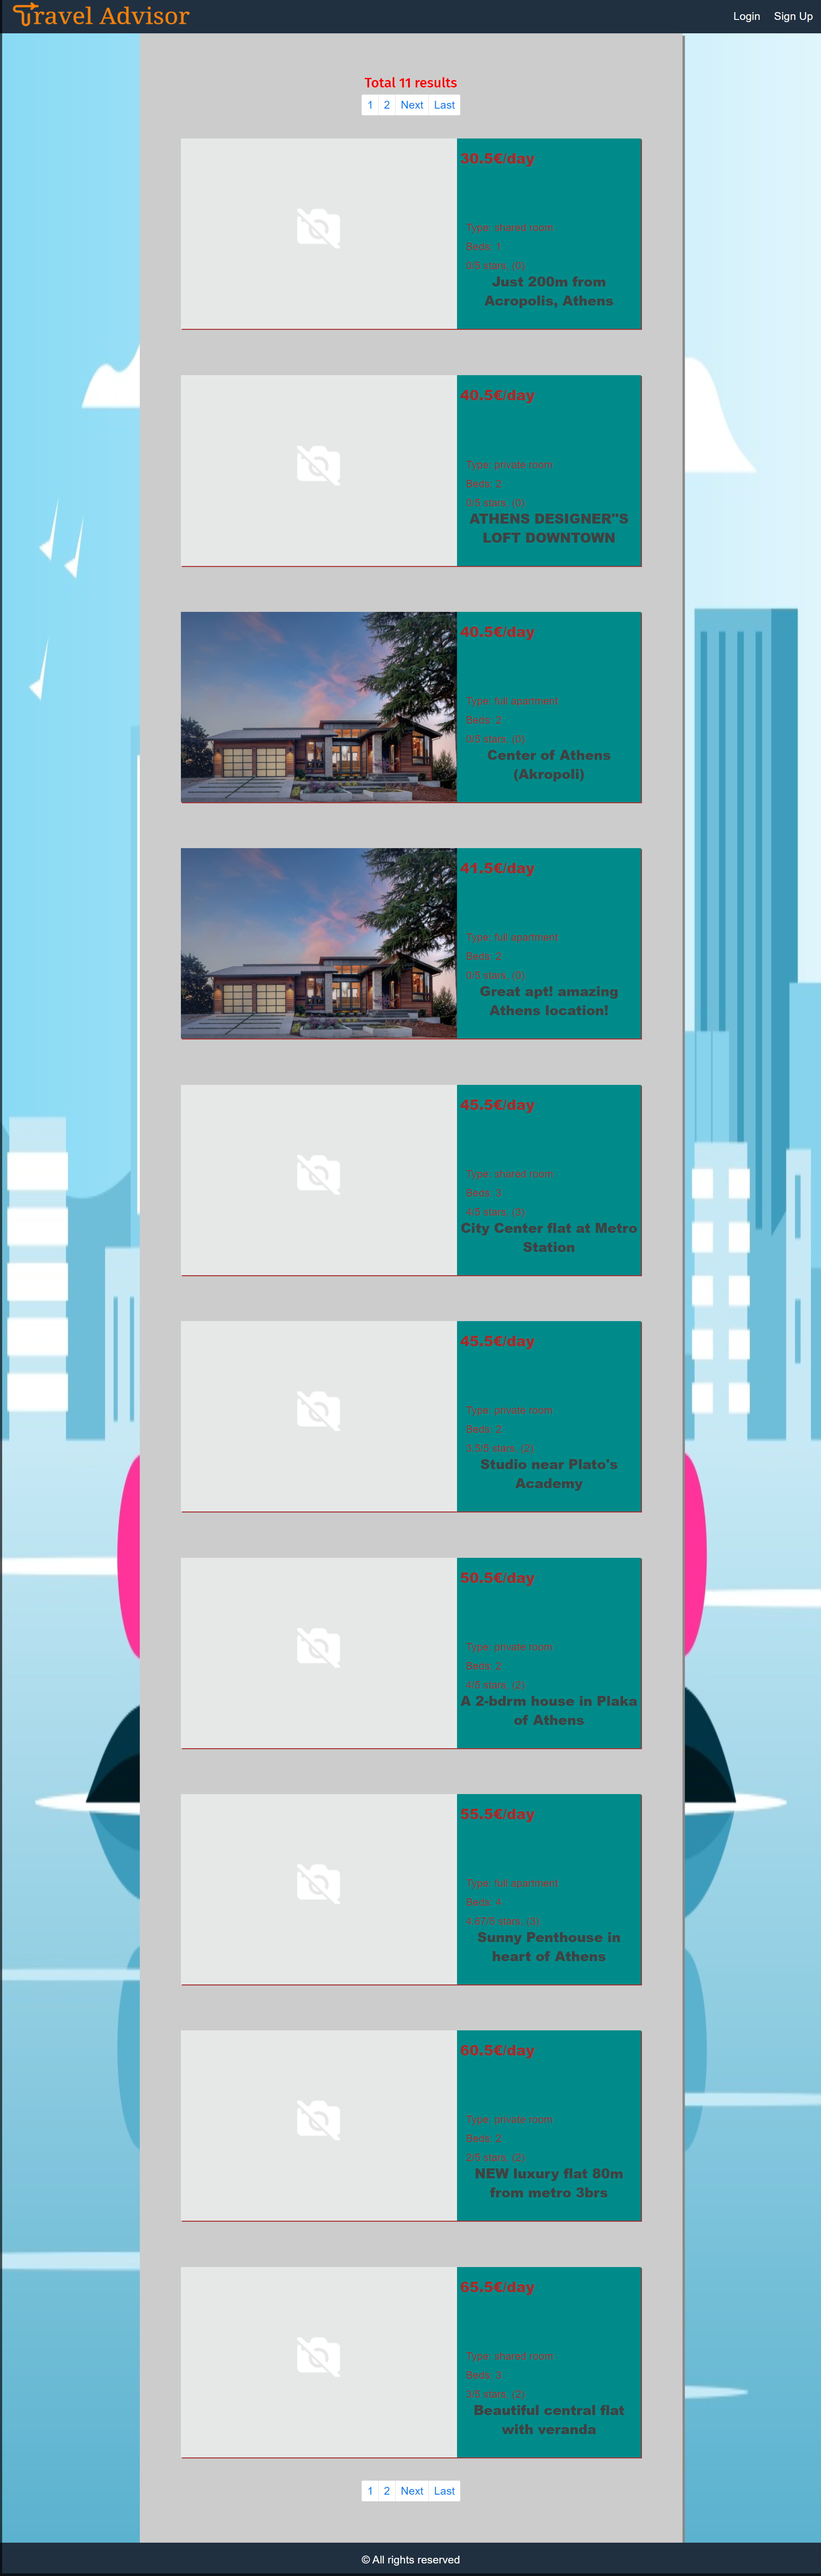 Travel Advisor
Login Sign Up
Total 11 results
1 2 Next Last
30.5€/day
Type: shared room
Beds: 1
0/5 stars, (0)
Just 200m from
Acropolis, Athens
40.5€/day
Type: private room
Beds: 2
0/5 stars, (0)
ATHENS DESIGNER"S
LOFT DOWNTOWN
40.5€/day
Type: full apartment
Beds: 2
0/5 stars, (0)
Center of Athens
(Akropoli)
41.5€/day
Type: full apartment
Beds: 2
0/5 stars, (0)
Great apt! amazing
Athens location!
45.5€/day
Type: shared room
Beds: 3
4/5 stars, (3)
City Center flat at Metro
Station
45.5€/day
Type: private room
Beds: 2
3.5/5 stars, (2)
Studio near Plato's
Academy
50.5€/day
Type: private room
Beds: 2
4/5 stars, (2)
A 2-bdrm house in Plaka
of Athens
55.5€/day
Type: full apartment
Beds: 4
4.67/5 stars, (3)
Sunny Penthouse in
heart of Athens
60.5€/day
Type: private room
Beds: 2
2/5 stars, (2)
NEW luxury flat 80m
from metro 3brs
65.5€/day
Type: shared room
Beds: 3
3/5 stars, (2)
Beautiful central flat
with veranda
1 2 Next Last
© All rights reserved